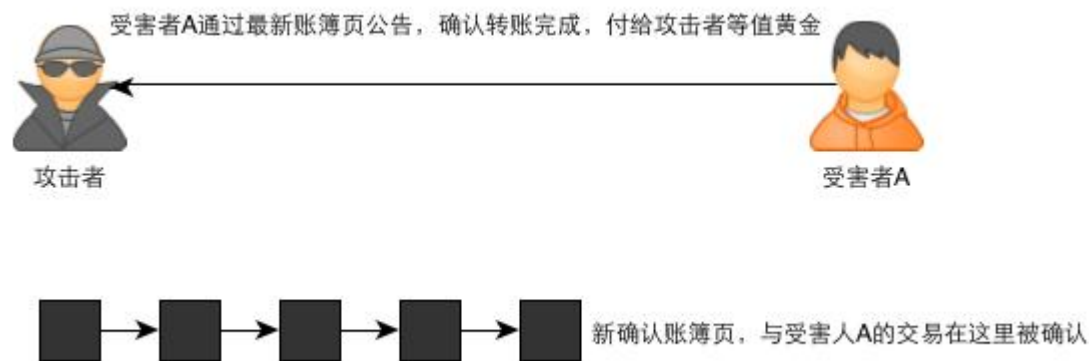 受害者A通过最新账簿页公告，确认转账完成，付给攻击者等值黄金
攻击者
受害者A
新确认账簿页，与受害人A的交易在这里被确认